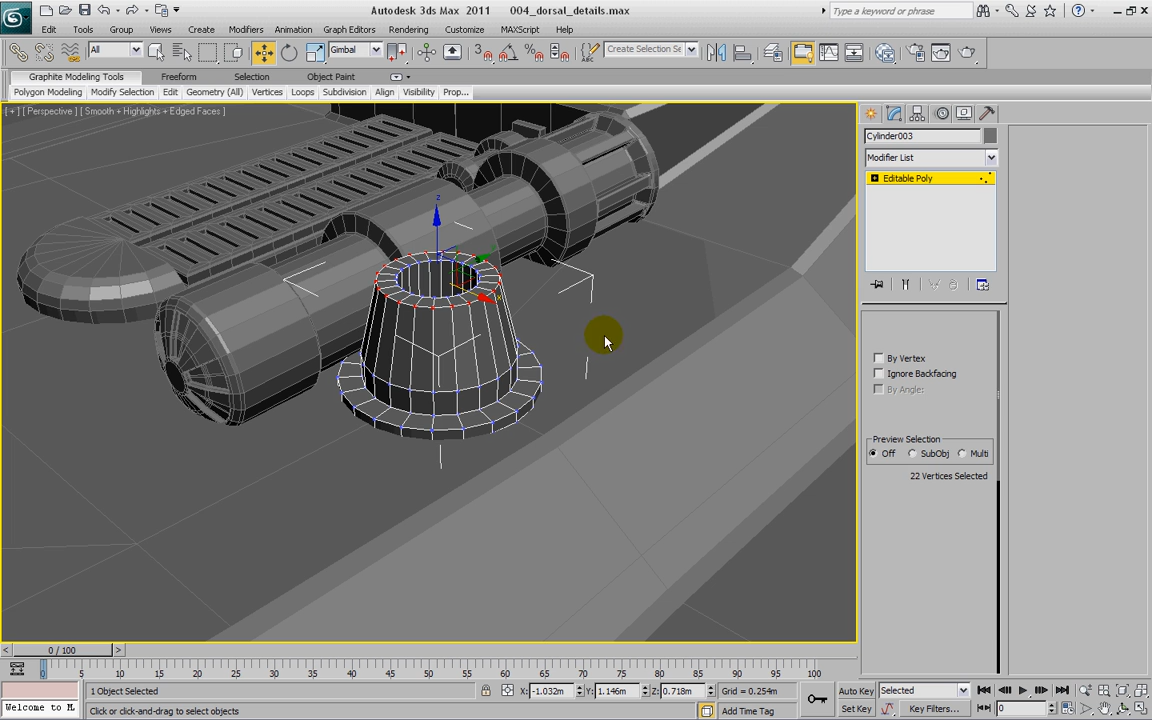 Autodesk 3ds Max 2011 004_dorsal_details.max
Type a keyword or phrase
Edit Tools Group Views Create Modifiers Animation Graph Editors Rendering Customize MAXScript Help
All Gimbal Create Selection Se
Graphite Modeling Tools Freeform Selection Object Paint
Polygon Modeling Modify Selection Edit Geometry (All) Vertices Loops Subdivision Align Visibility Prop...
[ + ] [ Perspective ] [ Smooth + Highlights + Edged Faces ]
Cylinder003
Modifier List
Editable Poly
By Vertex
Ignore Backfacing
By Angle:
Preview Selection
Off SubObj Multi
22 Vertices Selected
z
x
0 / 100
0 5 10 15 20 25 30 35 40 45 50 55 60 65 70 75 80 85 90 95 100
1 Object Selected X: -1.032m Y: 1.146m Z: 0.718m Grid = 0.254m Auto Key Selected
Welcome to M Click or click-and-drag to select objects Add Time Tag Set Key Key Filters... 0